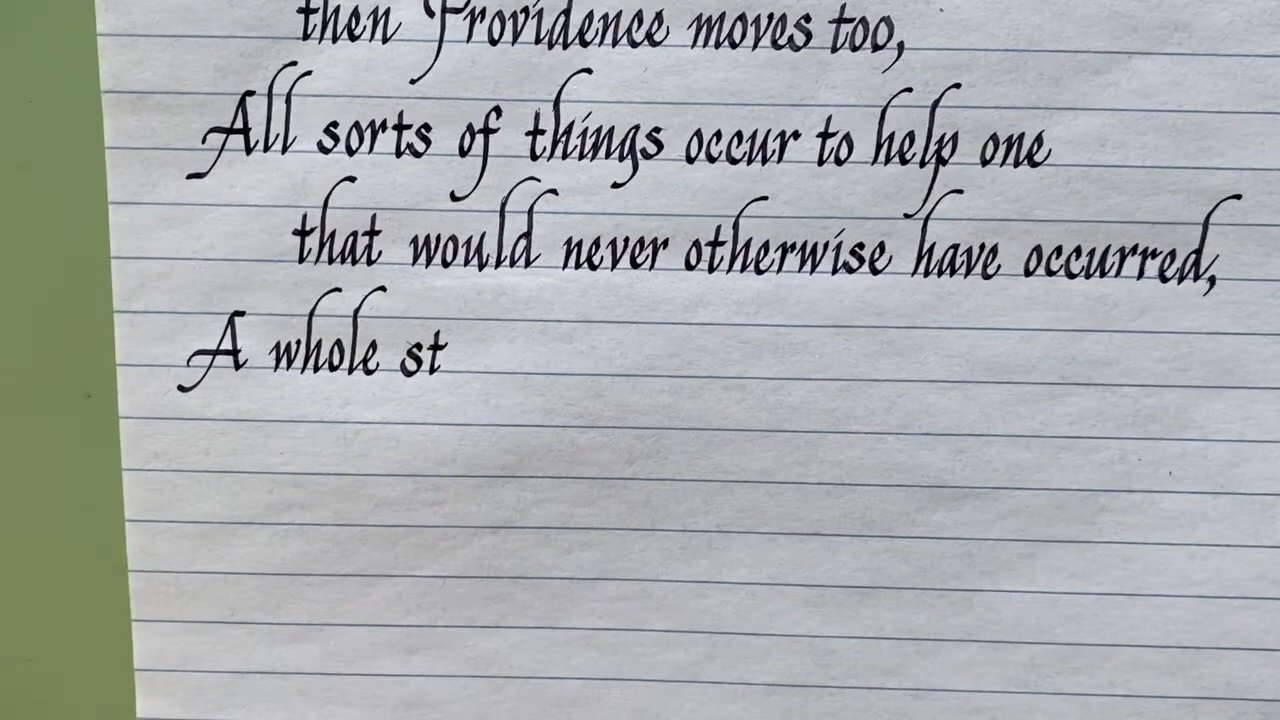 then Providence moves too,
All sorts of things occur to help one
that would never otherwise have occurred,
A whole st